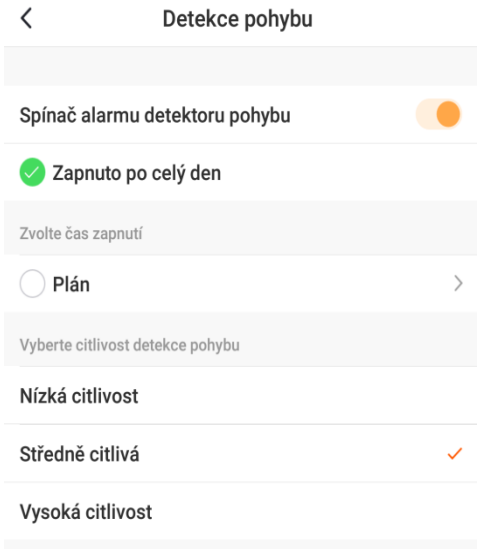 Detekce pohybu
Spínač alarmu detektoru pohybu
Zapnuto po celý den
Zvolte čas zapnutí
Plán
Vyberte citlivost detekce pohybu
Nízká citlivost
Středně citlivá
Vysoká citlivost